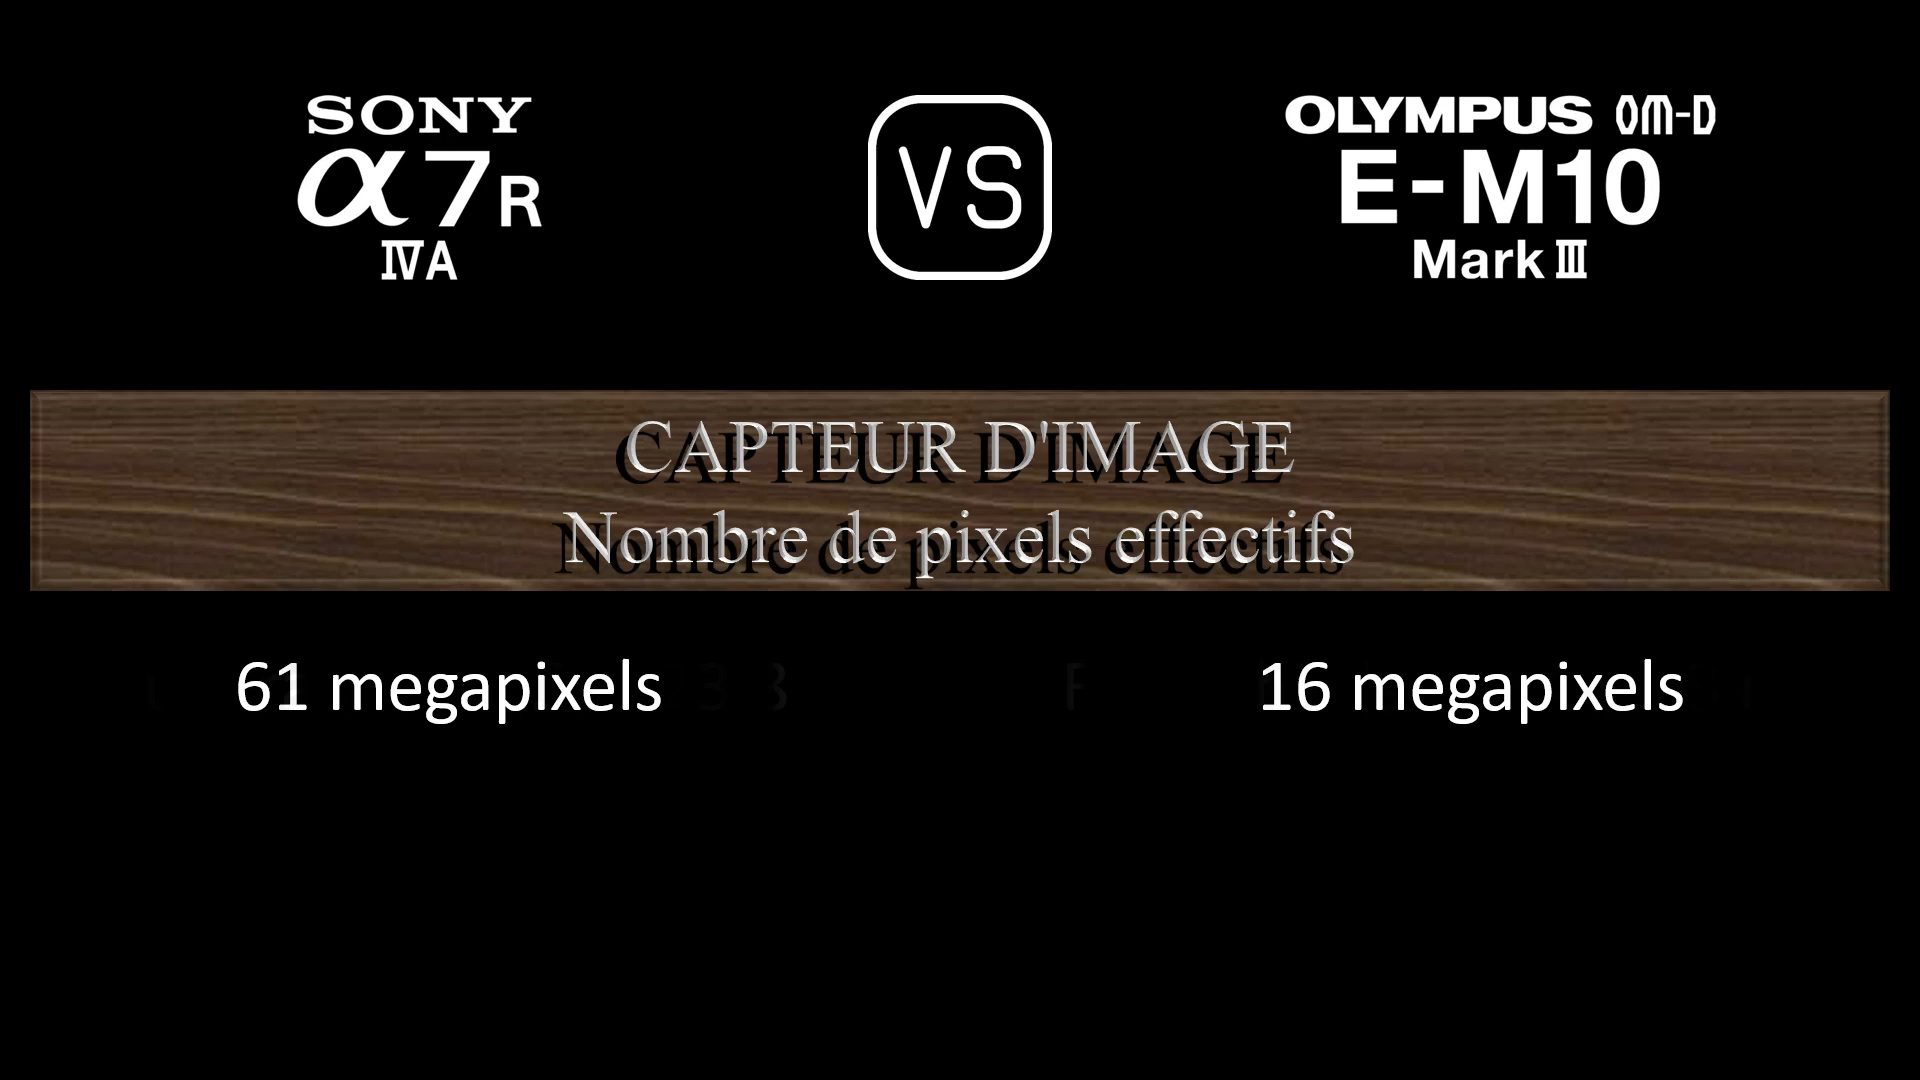 SONY
α7R
IVA
VS
OLYMPUS OM-D
E-M10
Mark III
CAPTEUR D'IMAGE
Nombre de pixels effectifs
61 megapixels
16 megapixels